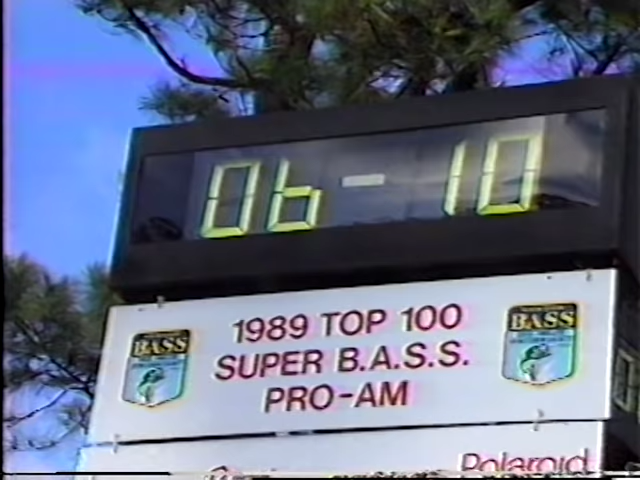 06-10
1989 TOP 100
SUPER B.A.S.S.
PRO-AM
BASS
BASS
Polaroid